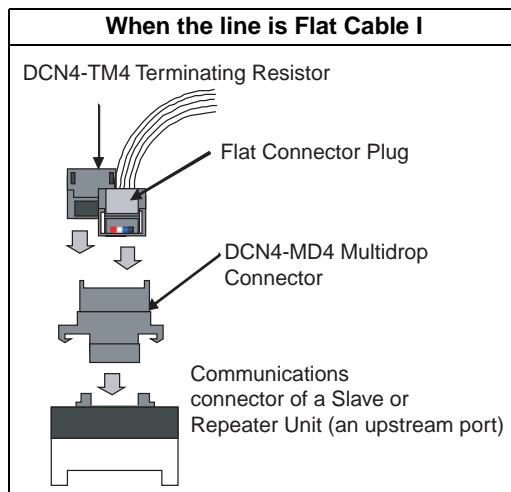 When the line is Flat Cable I
DCN4-TM4 Terminating Resistor
Flat Connector Plug
DCN4-MD4 Multidrop
Connector
Communications
connector of a Slave or
Repeater Unit (an upstream port)